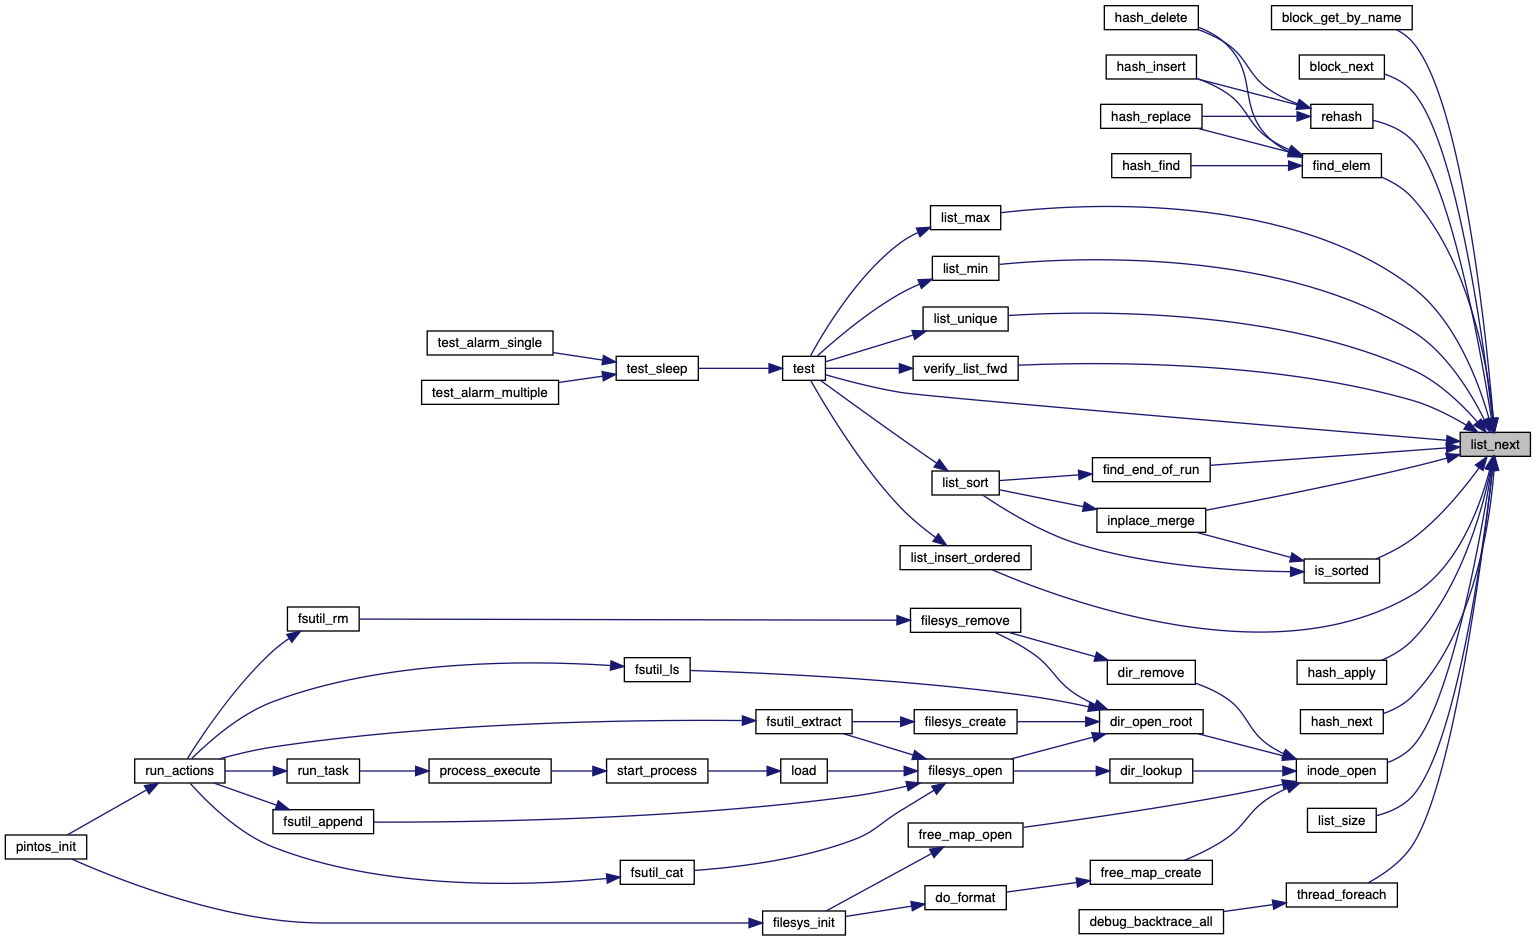 hash_delete
block_get_by_name
hash_insert
block_next
hash_replace
rehash
hash_find
find_elem
list_max
list_min
list_unique
test_alarm_single
test_sleep
test
verify_list_fwd
test_alarm_multiple
list_next
find_end_of_run
list_sort
inplace_merge
list_insert_ordered
is_sorted
fsutil_rm
filesys_remove
fsutil_ls
dir_remove
hash_apply
fsutil_extract
filesys_create
dir_open_root
hash_next
run_actions
run_task
process_execute
start_process
load
filesys_open
dir_lookup
inode_open
fsutil_append
list_size
pintos_init
free_map_open
fsutil_cat
free_map_create
do_format
thread_foreach
filesys_init
debug_backtrace_all